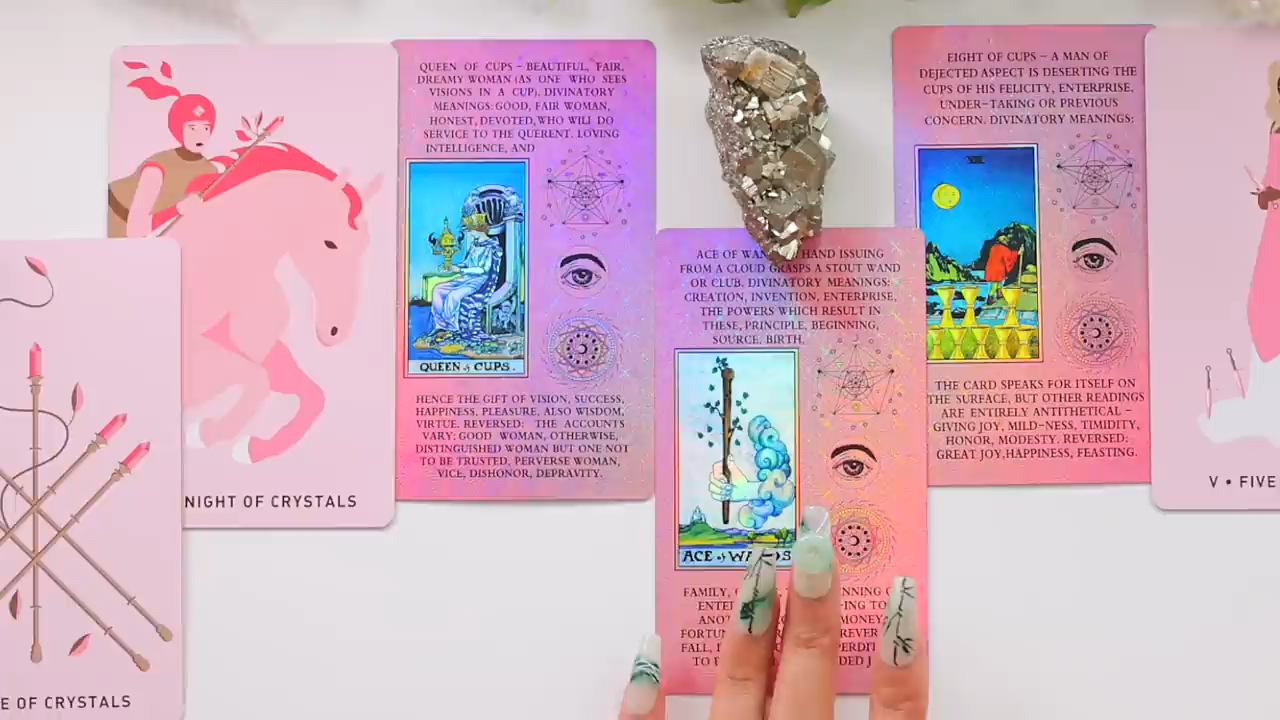 QUEEN OF CUPS – BEAUTIFUL, FAIR,
DREAMY WOMAN (AS ONE WHO SEES
VISIONS IN A CUP). DIVINATORY
MEANINGS: GOOD, FAIR WOMAN,
HONEST, DEVOTED, WHO WILL DO
SERVICE TO THE QUERENT. LOVING
INTELLIGENCE, AND
QUEEN of CUPS.
HENCE THE GIFT OF VISION, SUCCESS,
HAPPINESS, PLEASURE, ALSO WISDOM,
VIRTUE. REVERSED: THE ACCOUNTS
VARY: GOOD WOMAN, OTHERWISE,
DISTINGUISHED WOMAN BUT ONE NOT
TO BE TRUSTED, PERVERSE WOMAN,
VICE, DISHONOR, DEPRAVITY.
NIGHT OF CRYSTALS
E OF CRYSTALS
ACE OF HAND ISSUING
FROM A CLOUD GRASPS A STOUT WAND
OR CLUB. DIVINATORY MEANINGS:
CREATION, INVENTION, ENTERPRISE,
THE POWERS WHICH RESULT IN
THESE, PRINCIPLE, BEGINNING,
SOURCE, BIRTH,
ACE of
FAMILY,
FALL,
TO
EIGHT OF CUPS – A MAN OF
DEJECTED ASPECT IS DESERTING THE
CUPS OF HIS FELICITY, ENTERPRISE,
UNDER-TAKING OR PREVIOUS
CONCERN. DIVINATORY MEANINGS:
VIII
THE CARD SPEAKS FOR ITSELF ON
THE SURFACE, BUT OTHER READINGS
ARE ENTIRELY ANTITHETICAL –
GIVING JOY, MILD-NESS, TIMIDITY,
HONOR, MODESTY. REVERSED:
GREAT JOY, HAPPINESS, FEASTING.
V • FIVE